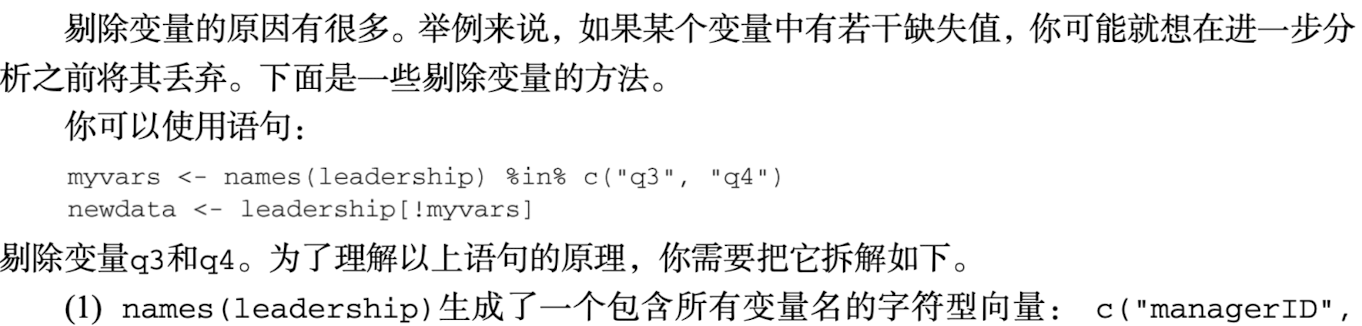 剔除变量的原因有很多。举例来说，如果某个变量中有若干缺失值，你可能就想在进一步分
析之前将其丢弃。下面是一些剔除变量的方法。
你可以使用语句：
myvars <- names(leadership) %in% c("q3", "q4")
newdata <- leadership[!myvars]
剔除变量q3和q4。为了理解以上语句的原理，你需要把它拆解如下。
(1) names(leadership)生成了一个包含所有变量名的字符型向量： c("managerID",